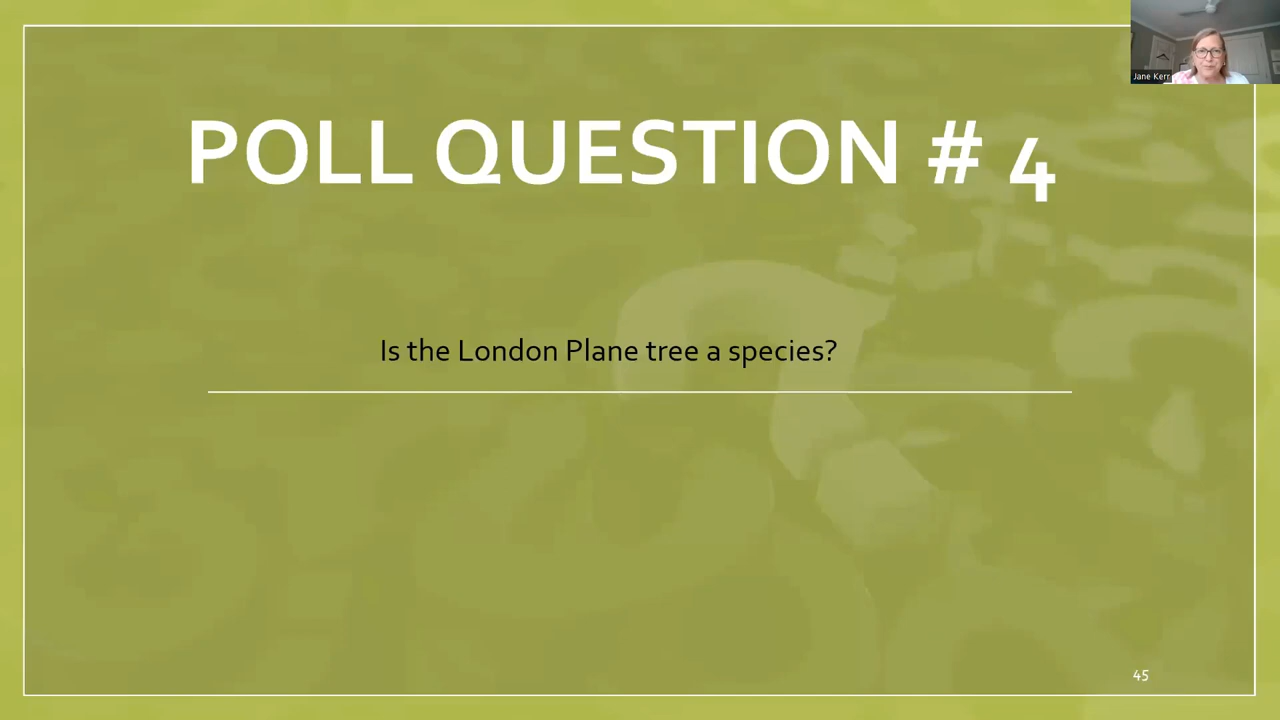 Jane Kerr
POLL QUESTION # 4
Is the London Plane tree a species?
45